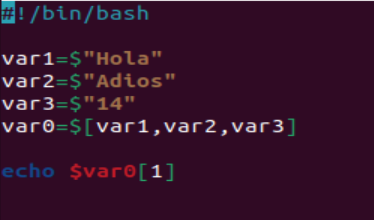 #!/bin/bash
var1=$"Hola"
var2=$"Adios"
var3=$"14"
var0=$[var1,var2,var3]
echo $var0[1]